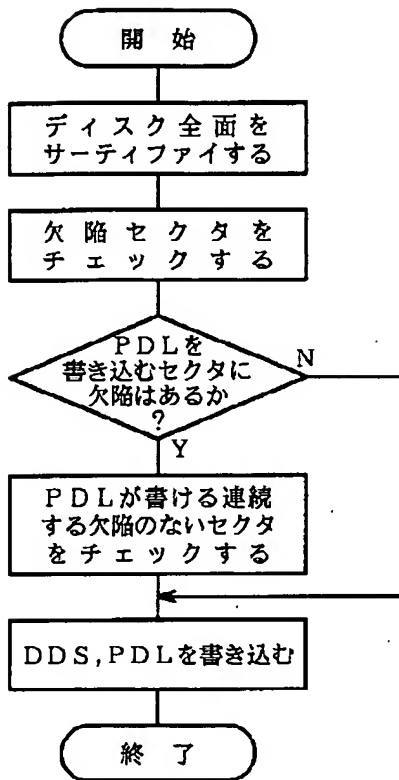 開始
ディスク全面を
サーティファイする
欠陥セクタを
チェックする
PDLを
書き込むセクタに
欠陥はあるか
?
N
Y
PDLが書ける連続
する欠陥のないセクタ
をチェックする
DDS,PDLを書き込む
終了